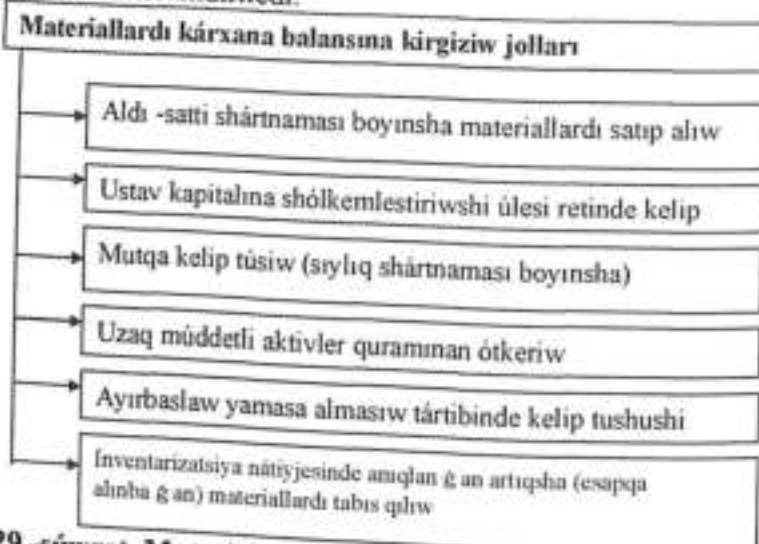 Materiallardı kárxana balansına kirgiziw jolları
Aldı -satti shártnaması boyınsha materiallardı satıp alıw
Ustav kapitalına shólkemlestiriwshi úlesi retinde kelip
Mutqa kelip túsiw (sıylıq shártnaması boyınsha)
Uzaq múddetli aktivler quramınan ótkeriw
Ayırbaslaw yamasa almasıw tártibinde kelip tushushi
Inventarizatsiya nátiyjesinde anıqlan ǵ an artıqsha (esapqa
alınba ǵ an) materiallardı tabıs qılıw